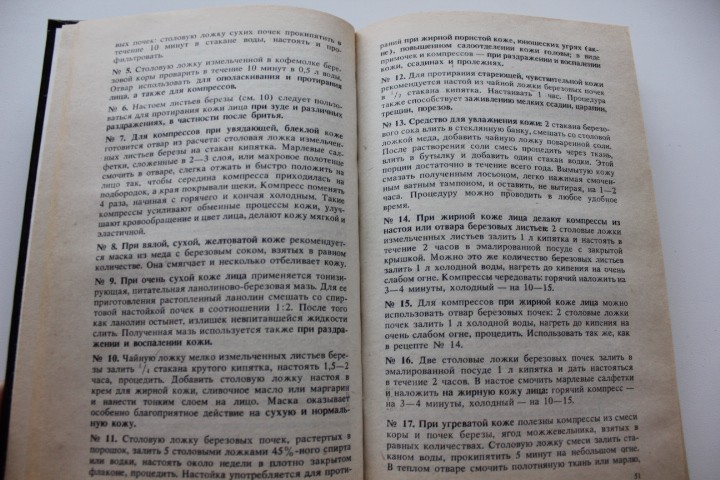 вых почек: столовую ложку сухих почек прокипятить в
течение 10 минут в стакане воды, настоять и про-
фильтровать.
№ 5. Столовую ложку измельченной в кофемолке бере-
зовой коры проварить в течение 10 минут в 0,5 л воды.
Отвар использовать для ополаскивания и протирания
лица, а также для компрессов.
№ 6. Настоем листьев березы (см. 10) следует пользо-
ваться для протирания кожи лица при зуде и различных
раздражениях, в частности после бритья.
№ 7. Для компрессов при увядающей, блеклой коже
готовится отвар из расчета: столовая ложка измельчен-
ных листьев березы на стакан кипятка. Марлевые сал-
фетки, сложенные в 2—3 слоя, или махровое полотенце
смочить в отваре, слегка отжать и быстро положить на
лицо так, чтобы середина компресса приходилась на
подбородок, а края покрывали щеки. Компресс поменять
4 раза, начиная с горячего и кончая холодным. Такие
компрессы усиливают обменные процессы кожи, улуч-
шают кровообращение и цвет лица, делают кожу мягкой и
эластичной.
№ 8. При вялой, сухой, желтоватой коже рекомендует-
ся маска из меда с березовым соком, взятых в равном
количестве. Она смягчает и несколько отбеливает кожу.
№ 9. При очень сухой коже лица применяется тонизи-
рующая, питательная ланолиново-березовая мазь. Для ее
приготовления растопленный ланолин смешать со спир-
товой настойкой почек в соотношении 1:2. После того
как ланолин остынет, излишек невпитавшейся жидкости
слить. Полученная мазь используется также при раздра-
жении и воспалении кожи.
№ 10. Чайную ложку мелко измельченных листьев бере-
зы залить 1/4 стакана крутого кипятка, настоять 1,5—2
часа, процедить. Добавить столовую ложку настоя в
крем для жирной кожи, сливочное масло или маргарин
и нанести тонким слоем на лицо. Маска оказывает
особенно благоприятное действие на сухую и нормаль-
ную кожу.
№ 11. Столовую ложку березовых почек, растертых в
порошок, залить 5 столовыми ложками 45%-ного спирта
или водки, настоять около недели в плотно закрытом
флаконе, процедить. Настойка употребляется для проти-
рания при жирной пористой коже, юношеских угрях (ак-
не), повышенном салоотделении кожи головы; в виде
примочек и компрессов — при раздражении и воспалении
кожи, ссадинах и пролежнях.
№ 12. Для протирания стареющей, чувствительной кожи
рекомендуется настой из чайной ложки березовых почек
в 1/2 стакана кипятка. Настаивать 1 час. Процедура
также способствует заживлению мелких ссадин, царапин,
трещин, порезов.
№ 13. Средство для увлажнения кожи: 2 стакана березо-
вого сока влить в стеклянную банку, смешать со столовой
ложкой меда, добавить чайную ложку поваренной соли.
После растворения соли смесь процедить через ткань,
влить в бутылку и добавить один стакан водки. Этой
порции достаточно в течение всего года. Вымытую кожу
смазать полученным лосьоном, легко нажимая смочен-
ным ватным тампоном, и оставить, не вытирая, на 1—2
часа. Процедуру можно проводить в любое удобное
время.
№ 14. При жирной коже лица делают компрессы из
настоя или отвара березовых листьев: 2 столовые ложки
измельченных листьев залить 1 л кипятка и настоять в
течение 2 часов в эмалированной посуде с закрытой
крышкой. Можно это же количество березовых листьев
залить 1 л холодной воды, нагреть до кипения на очень
слабом огне. Компрессы чередовать: горячий наложить на
3—4 минуты, холодный — на 10—15.
№ 15. Для компрессов при жирной коже лица можно
использовать отвар березовых почек: 2 столовые ложки
почек залить 1 л холодной воды, нагреть до кипения на
очень слабом огне, процедить. Использовать так же, как
в рецепте № 14.
№ 16. Две столовые ложки березовых почек залить в
эмалированной посуде 1 л кипятка и дать настояться
в течение 2 часов. В настое смочить марлевые салфетки
и наложить на жирную кожу лица: горячий компресс —
на 3—4 минуты, холодный — на 10—15.
№ 17. При угреватой коже полезны компрессы из смеси
коры и почек березы, ягод можжевельника, взятых в
равных количествах. Столовую ложку смеси залить ста-
каном воды, прокипятить 5 минут на небольшом огне.
В теплом отваре смочить полотняную ткань или марлю,
51